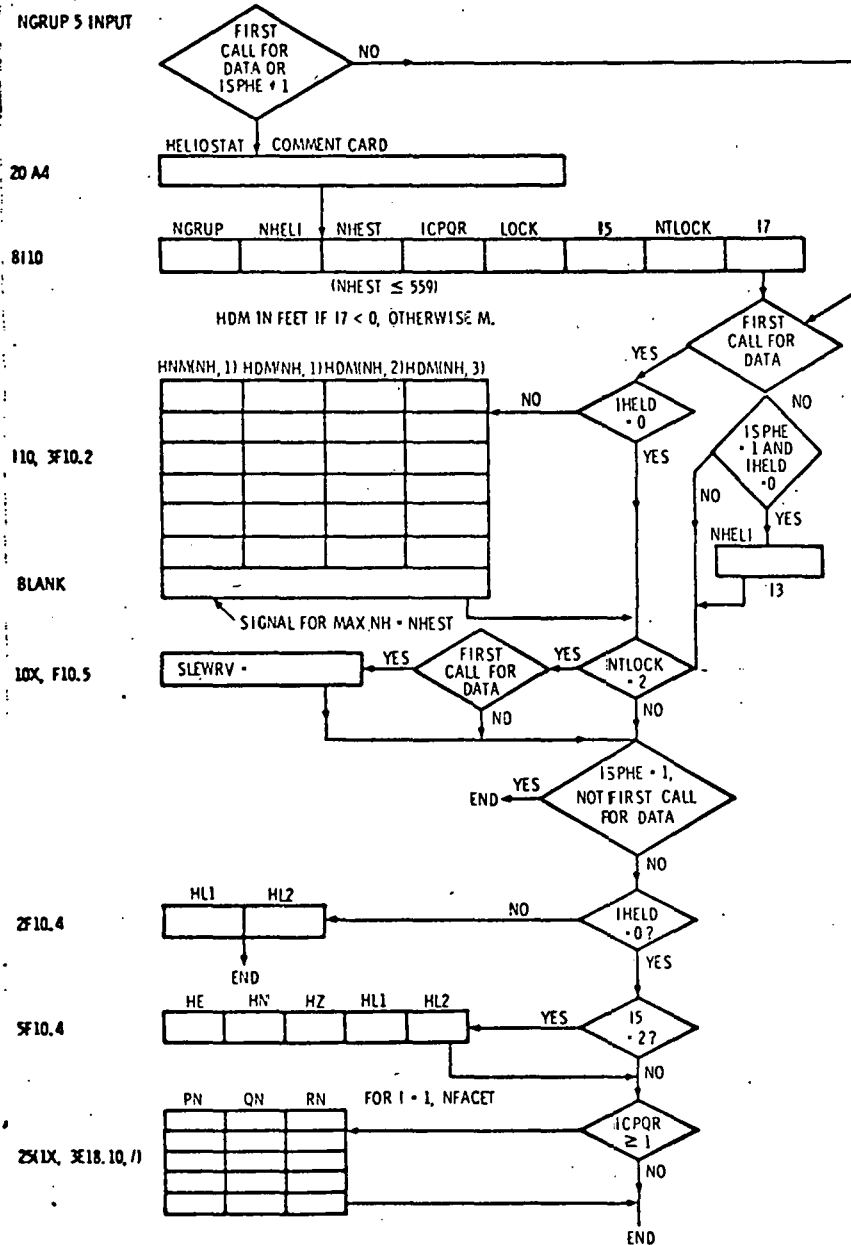 NGRUP 5 INPUT
FIRST
CALL FOR
DATA OR
ISPHE ≠ 1
NO
HELIOSTAT COMMENT CARD
20 A4
NGRUP NHELI NHEST ICPQR LOCK I5 NTLOCK I7
8I10
(NHEST ≤ 559)
HDM IN FEET IF I7 < 0, OTHERWISE M.
FIRST
CALL FOR
DATA
YES
NO
HNM(NH, 1) HDM(NH, 1) HDM(NH, 2) HDM(NH, 3)
NO
IHELD
= 0
YES
I10, 3F10.2
ISPHE
= 1 AND
IHELD
= 0
NO
YES
NHELI
I3
BLANK
SIGNAL FOR MAX NH = NHEST
10X, F10.5
SLEWRV =
YES
FIRST
CALL FOR
DATA
YES
NTLOCK
= 2
NO
NO
ISPHE = 1,
NOT FIRST CALL
FOR DATA
YES
END
NO
HL1 HL2
2F10.4
NO
IHELD
= 0?
END
YES
HE HN HZ HL1 HL2
5F10.4
YES
I5
= 2?
NO
PN QN RN
FOR I = 1, NFACET
25(1X, 3E18.10, /)
ICPQR
≥ 1
NO
END